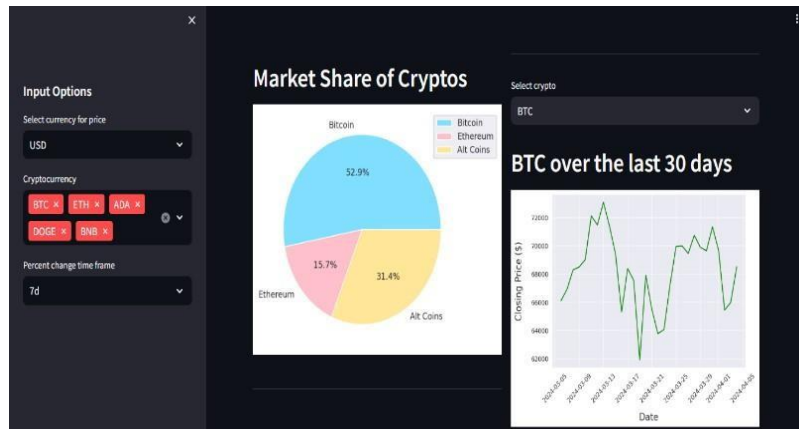 ×
Input Options
Select currency for price
USD
Cryptocurrency
BTC × ETH × ADA ×
DOGE × BNB ×
Percent change time frame
7d
Market Share of Cryptos
Bitcoin
Ethereum
Alt Coins
Bitcoin
52.9%
15.7%
31.4%
Ethereum
Alt Coins
Select crypto
BTC
BTC over the last 30 days
Closing Price ($)
72000
70000
68000
66000
64000
62000
2024-03-05
2024-03-09
2024-03-13
2024-03-17
2024-03-21
2024-03-25
2024-03-29
2024-04-01
2024-04-05
Date